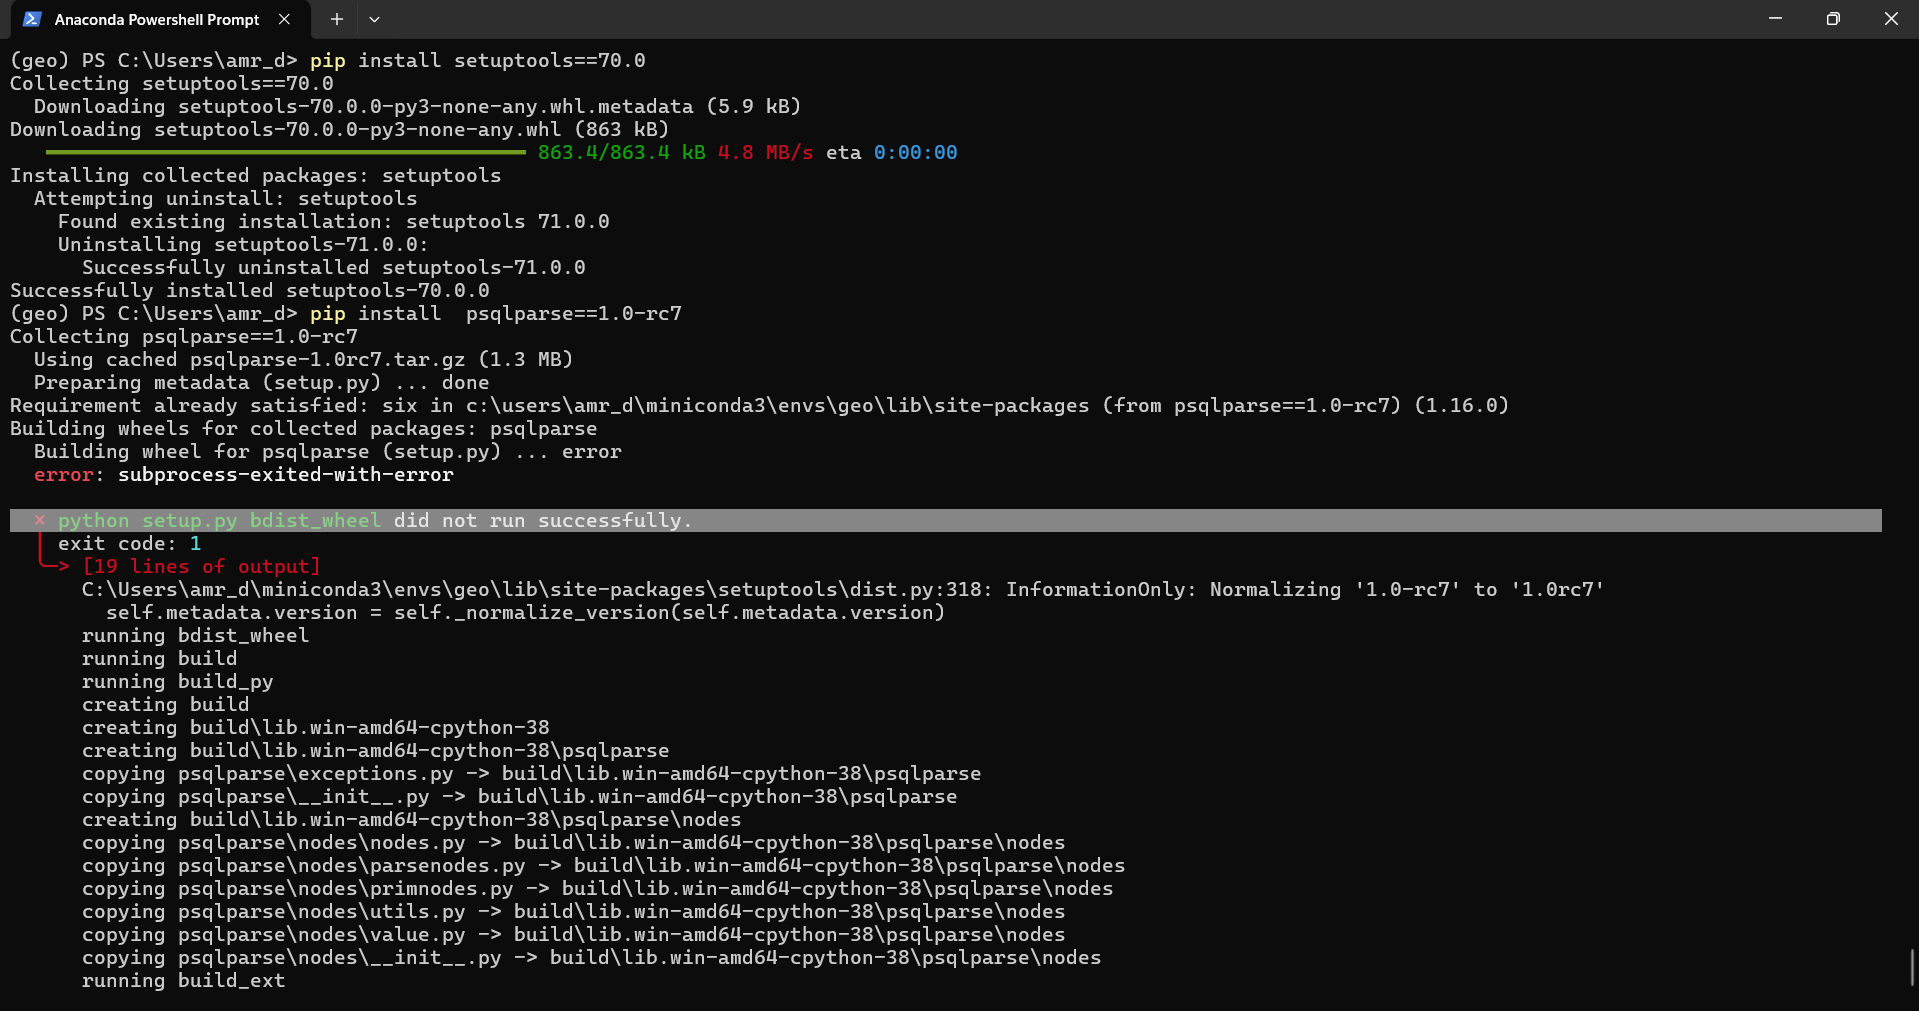 Anaconda Powershell Prompt
(geo) PS C:\Users\amr_d> pip install setuptools==70.0
Collecting setuptools==70.0
  Downloading setuptools-70.0.0-py3-none-any.whl.metadata (5.9 kB)
Downloading setuptools-70.0.0-py3-none-any.whl (863 kB)
863.4/863.4 kB 4.8 MB/s eta 0:00:00
Installing collected packages: setuptools
  Attempting uninstall: setuptools
    Found existing installation: setuptools 71.0.0
    Uninstalling setuptools-71.0.0:
      Successfully uninstalled setuptools-71.0.0
Successfully installed setuptools-70.0.0
(geo) PS C:\Users\amr_d> pip install  psqlparse==1.0-rc7
Collecting psqlparse==1.0-rc7
  Using cached psqlparse-1.0rc7.tar.gz (1.3 MB)
  Preparing metadata (setup.py) ... done
Requirement already satisfied: six in c:\users\amr_d\miniconda3\envs\geo\lib\site-packages (from psqlparse==1.0-rc7) (1.16.0)
Building wheels for collected packages: psqlparse
  Building wheel for psqlparse (setup.py) ... error
  error: subprocess-exited-with-error
  × python setup.py bdist_wheel did not run successfully.
  │ exit code: 1
  ╰─> [19 lines of output]
      C:\Users\amr_d\miniconda3\envs\geo\lib\site-packages\setuptools\dist.py:318: InformationOnly: Normalizing '1.0-rc7' to '1.0rc7'
        self.metadata.version = self._normalize_version(self.metadata.version)
      running bdist_wheel
      running build
      running build_py
      creating build
      creating build\lib.win-amd64-cpython-38
      creating build\lib.win-amd64-cpython-38\psqlparse
      copying psqlparse\exceptions.py -> build\lib.win-amd64-cpython-38\psqlparse
      copying psqlparse\__init__.py -> build\lib.win-amd64-cpython-38\psqlparse
      creating build\lib.win-amd64-cpython-38\psqlparse\nodes
      copying psqlparse\nodes\nodes.py -> build\lib.win-amd64-cpython-38\psqlparse\nodes
      copying psqlparse\nodes\parsenodes.py -> build\lib.win-amd64-cpython-38\psqlparse\nodes
      copying psqlparse\nodes\primnodes.py -> build\lib.win-amd64-cpython-38\psqlparse\nodes
      copying psqlparse\nodes\utils.py -> build\lib.win-amd64-cpython-38\psqlparse\nodes
      copying psqlparse\nodes\value.py -> build\lib.win-amd64-cpython-38\psqlparse\nodes
      copying psqlparse\nodes\__init__.py -> build\lib.win-amd64-cpython-38\psqlparse\nodes
      running build_ext